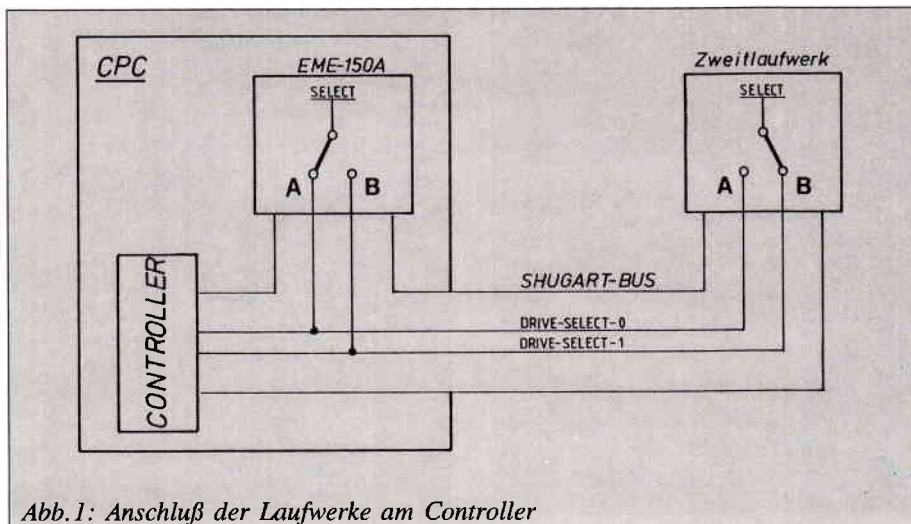 CPC
EME-150A
Zweitlaufwerk
SELECT
SELECT
A
B
A
B
CONTROLLER
SHUGART-BUS
DRIVE-SELECT-0
DRIVE-SELECT-1
Abb.1: Anschluß der Laufwerke am Controller